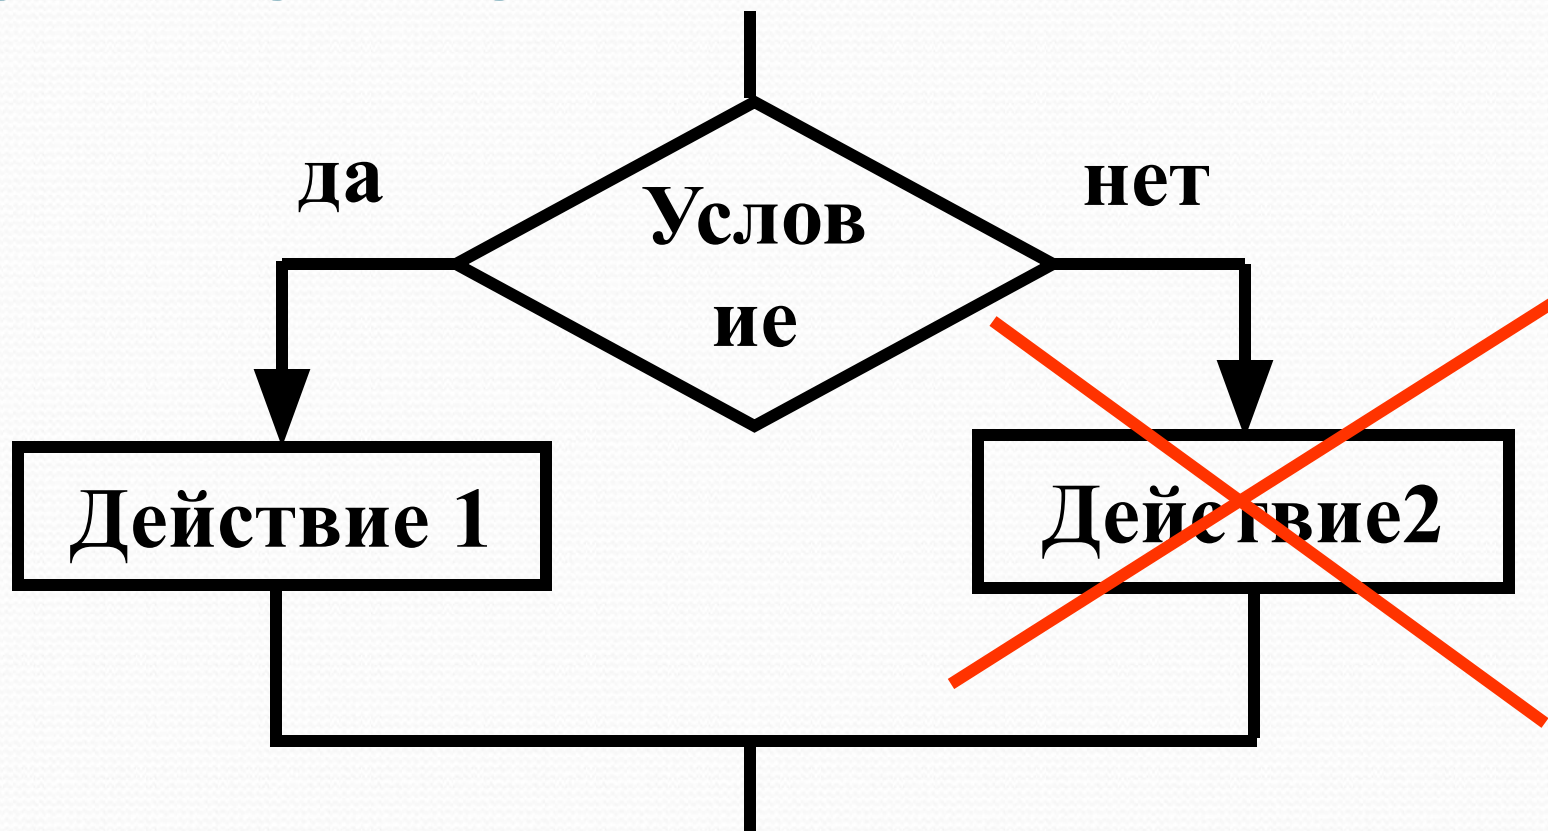 да
нет
Услов
ие
Действие 1
Действие2